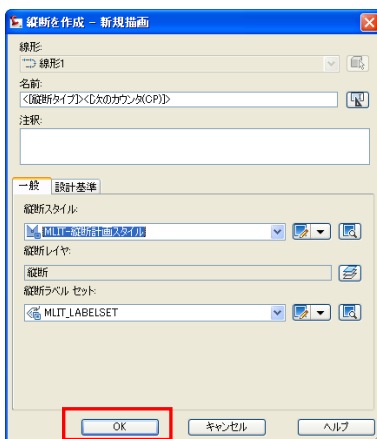 縦断を作成 - 新規描画
線形:
線形1
名前:
<[縦断タイプ]><[次のカウンタ(CP)]>
注釈:
一般 設計基準
縦断スタイル:
MLIT-縦断計画スタイル
縦断レイヤ:
縦断
縦断ラベル セット:
MLIT_LABELSET
OK キャンセル ヘルプ